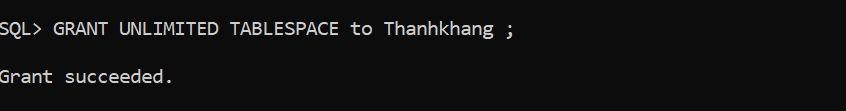 SQL> GRANT UNLIMITED TABLESPACE to Thanhkhang ;
Grant succeeded.